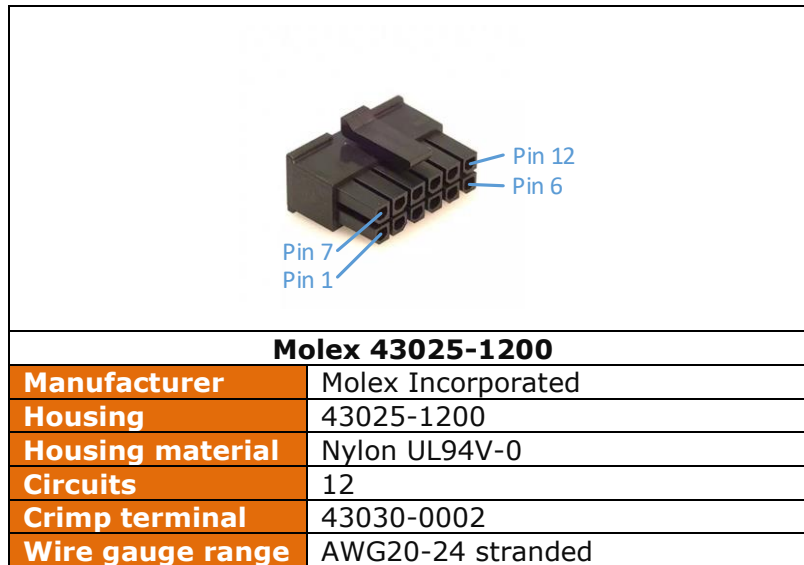 Pin 12
Pin 6
Pin 7
Pin 1
Molex 43025-1200
Manufacturer Molex Incorporated
Housing 43025-1200
Housing material Nylon UL94V-0
Circuits 12
Crimp terminal 43030-0002
Wire gauge range AWG20-24 stranded